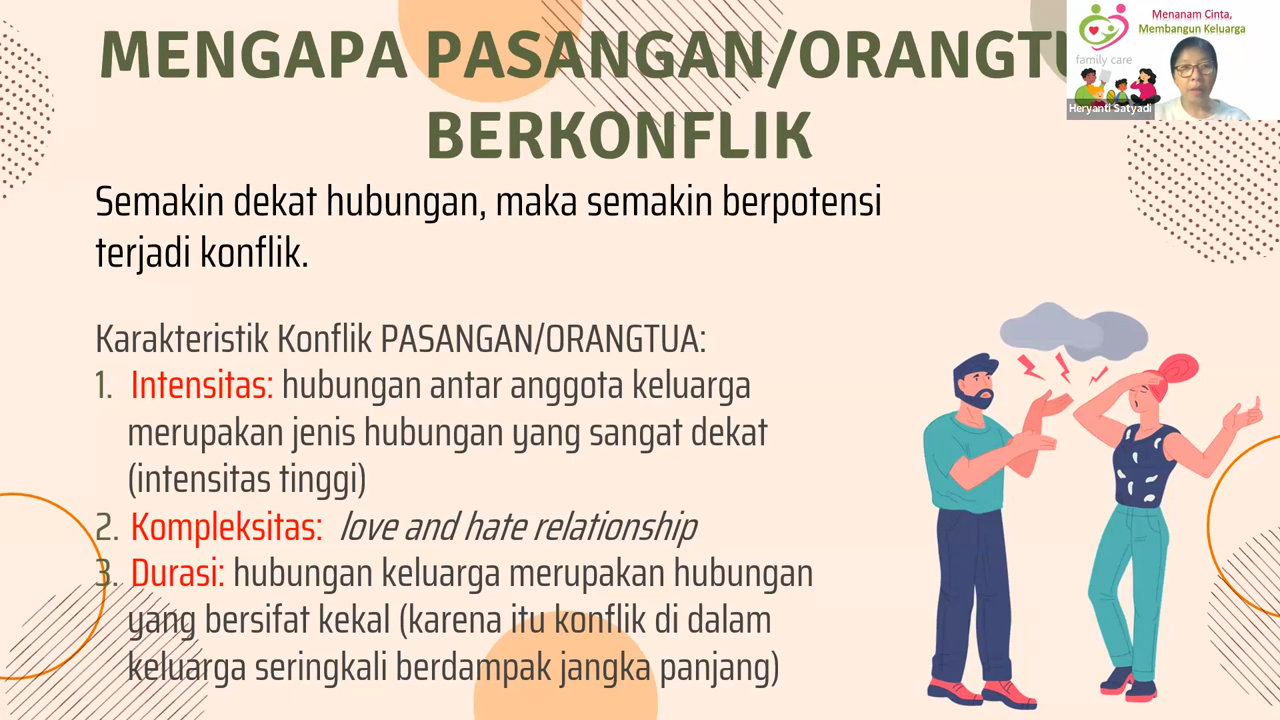 MENGAPA PASANGAN/ORANGTU
BERKONFLIK
Menanam Cinta,
Membangun Keluarga
family care
Heryanti Satyadi
Semakin dekat hubungan, maka semakin berpotensi
terjadi konflik.
Karakteristik Konflik PASANGAN/ORANGTUA:
1. Intensitas: hubungan antar anggota keluarga
merupakan jenis hubungan yang sangat dekat
(intensitas tinggi)
2. Kompleksitas: love and hate relationship
3. Durasi: hubungan keluarga merupakan hubungan
yang bersifat kekal (karena itu konflik di dalam
keluarga seringkali berdampak jangka panjang)